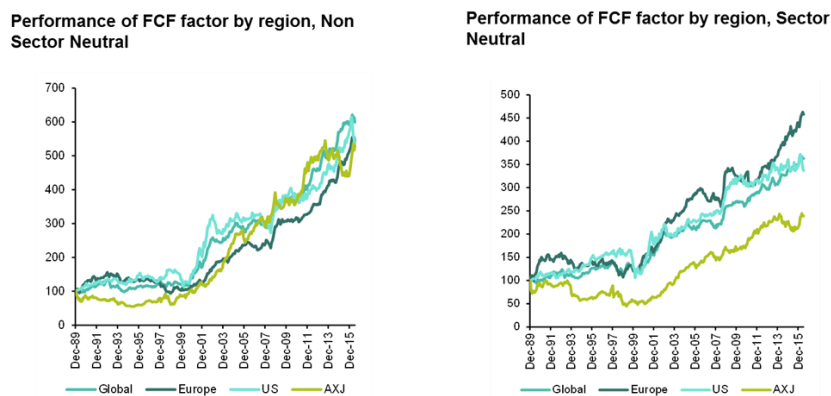 Performance of FCF factor by region, Non
Sector Neutral
700
600
500
400
300
200
100
0
Dec-89
Dec-91
Dec-93
Dec-95
Dec-97
Dec-99
Dec-01
Dec-03
Dec-05
Dec-07
Dec-09
Dec-11
Dec-13
Dec-15
Global
Europe
US
AXJ
Performance of FCF factor by region, Sector
Neutral
500
450
400
350
300
250
200
150
100
50
0
Dec-89
Dec-91
Dec-93
Dec-95
Dec-97
Dec-99
Dec-01
Dec-03
Dec-05
Dec-07
Dec-09
Dec-11
Dec-13
Dec-15
Global
Europe
US
AXJ